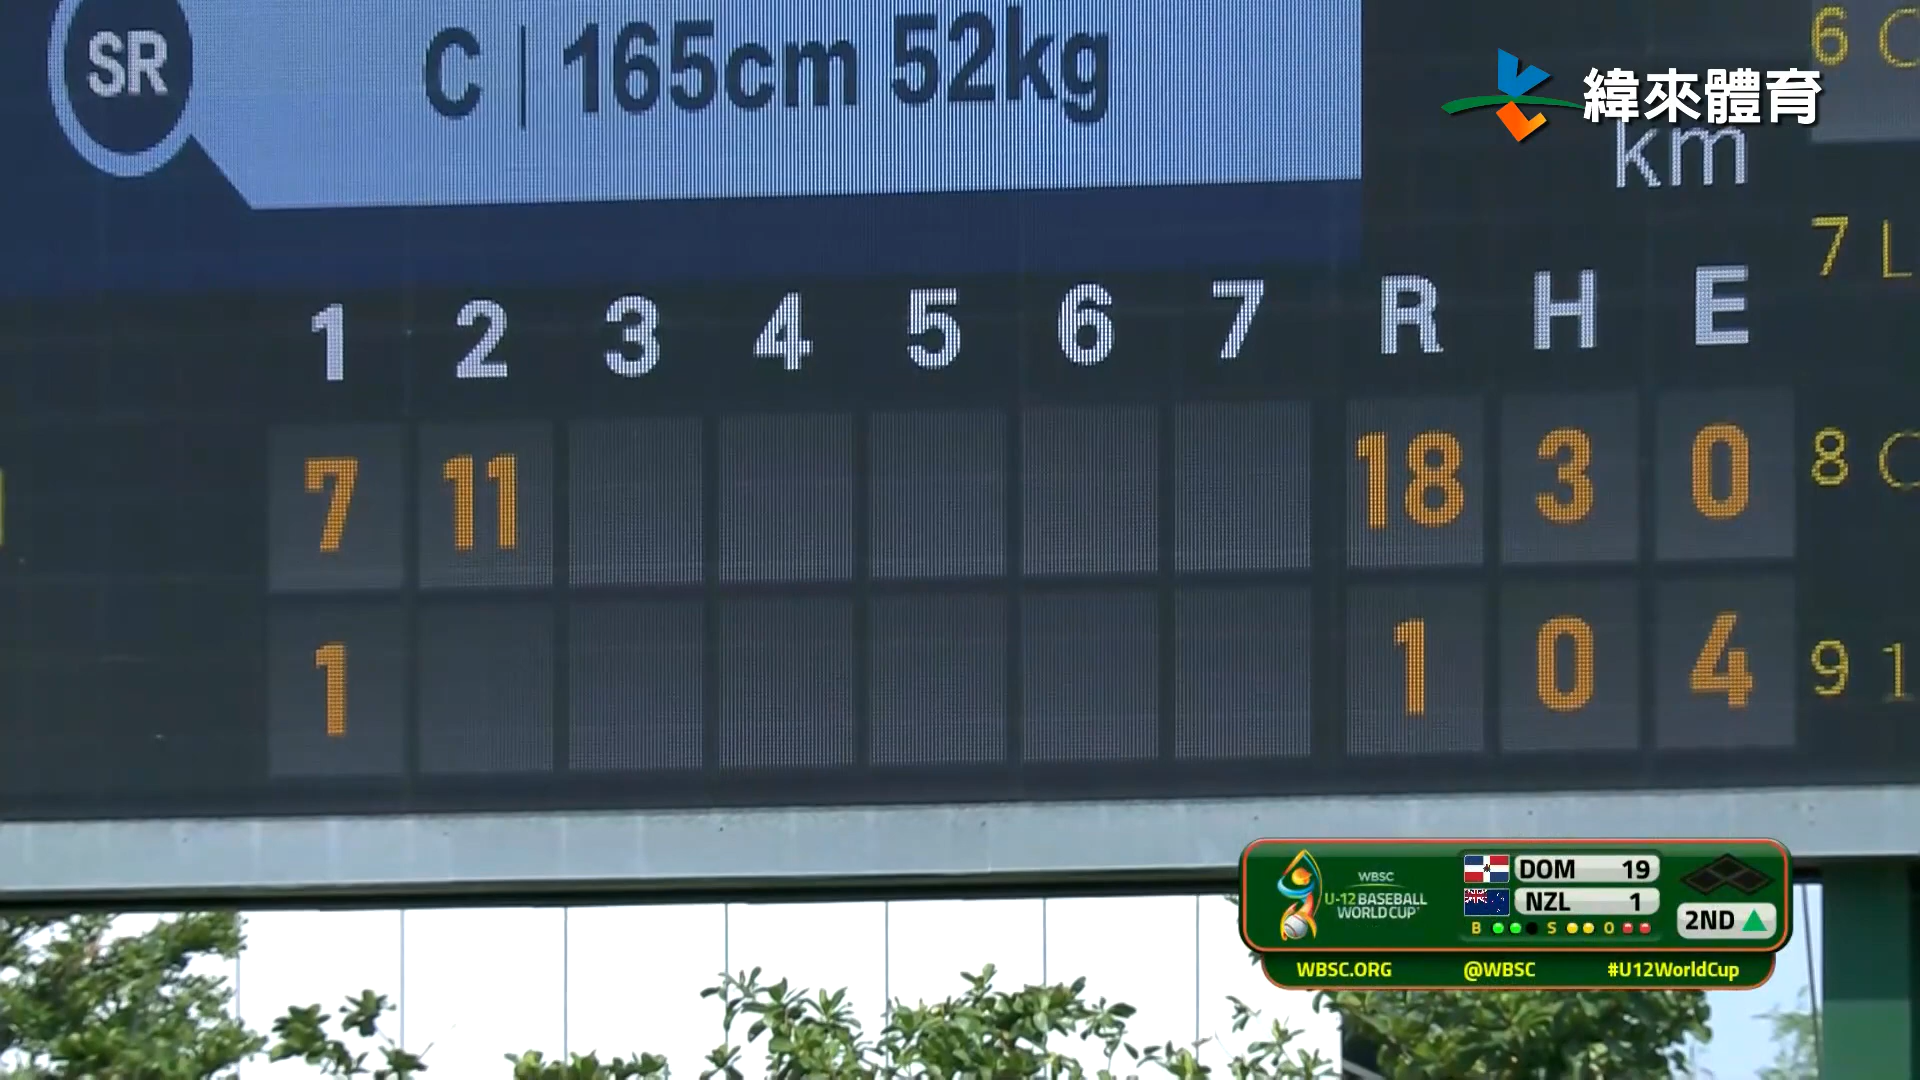 SR
C | 165cm 52kg
緯來體育
km
6 C
7 L
1 2 3 4 5 6 7 R H E
7 11 18 3 0
8 C
1 1 0 4
9 1
WBSC
U-12 BASEBALL
WORLD CUP
DOM 19
NZL 1
B S O
2ND
WBSC.ORG @WBSC #U12WorldCup